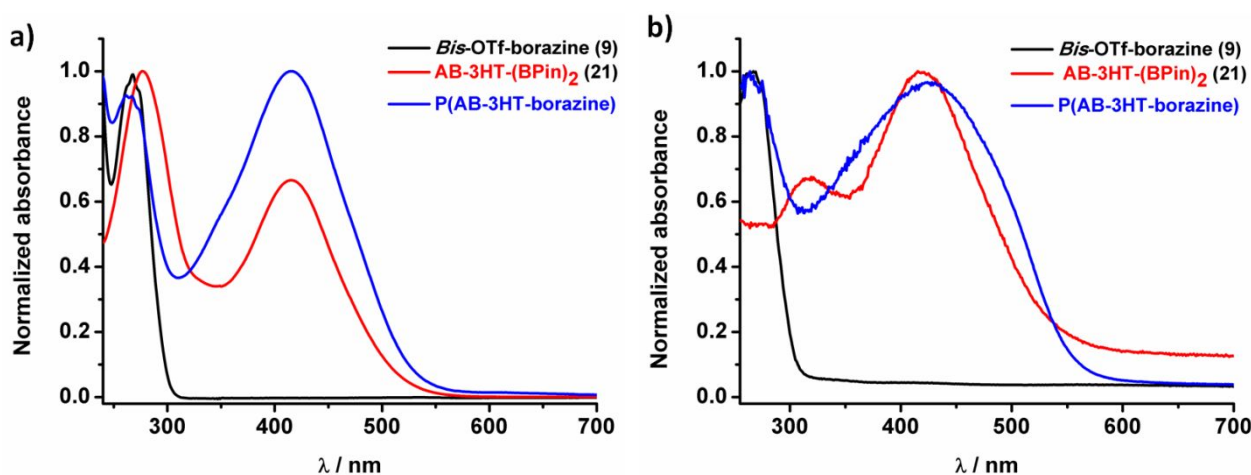 a)
Bis-OTf-borazine (9)
AB-3HT-(BPin)2 (21)
P(AB-3HT-borazine)
Normalized absorbance
1.0
0.8
0.6
0.4
0.2
0.0
300 400 500 600 700
λ / nm
b)
Bis-OTf-borazine (9)
AB-3HT-(BPin)2 (21)
P(AB-3HT-borazine)
Normalized absorbance
1.0
0.8
0.6
0.4
0.2
0.0
300 400 500 600 700
λ / nm